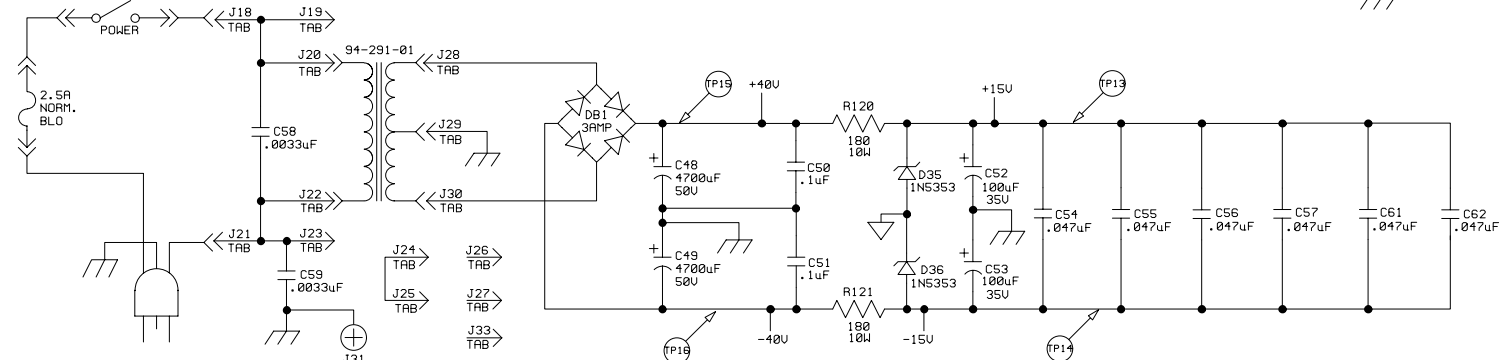 J18
TAB
J19
TAB
POWER
J20
TAB
94-291-01
J28
TAB
2.5A
NORM.
BLO
C58
.0033uF
J29
TAB
DB1
3AMP
TP15
+40V
R120
180
10W
+15V
TP13
C48
4700uF
50V
C50
.1uF
D35
1N5353
C52
100uF
35V
J22
TAB
J30
TAB
C54
.047uF
C55
.047uF
C56
.047uF
C57
.047uF
C61
.047uF
C62
.047uF
J21
TAB
J23
TAB
J24
TAB
J26
TAB
C59
.0033uF
C49
4700uF
50V
C51
.1uF
D36
1N5353
C53
100uF
35V
J25
TAB
J27
TAB
R121
180
10W
J33
TAB
TP16
-40V
-15V
TP14
J31